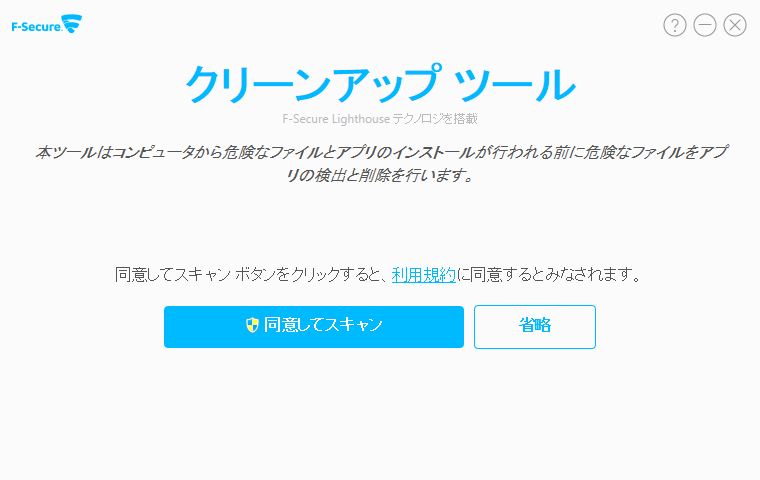 F-Secure.
クリーンアップ ツール
F-Secure Lighthouse テクノロジを搭載
本ツールはコンピュータから危険なファイルとアプリのインストールが行われる前に危険なファイルをアプ
リの検出と削除を行います。
同意してスキャン ボタンをクリックすると、利用規約に同意するとみなされます。
同意してスキャン
省略